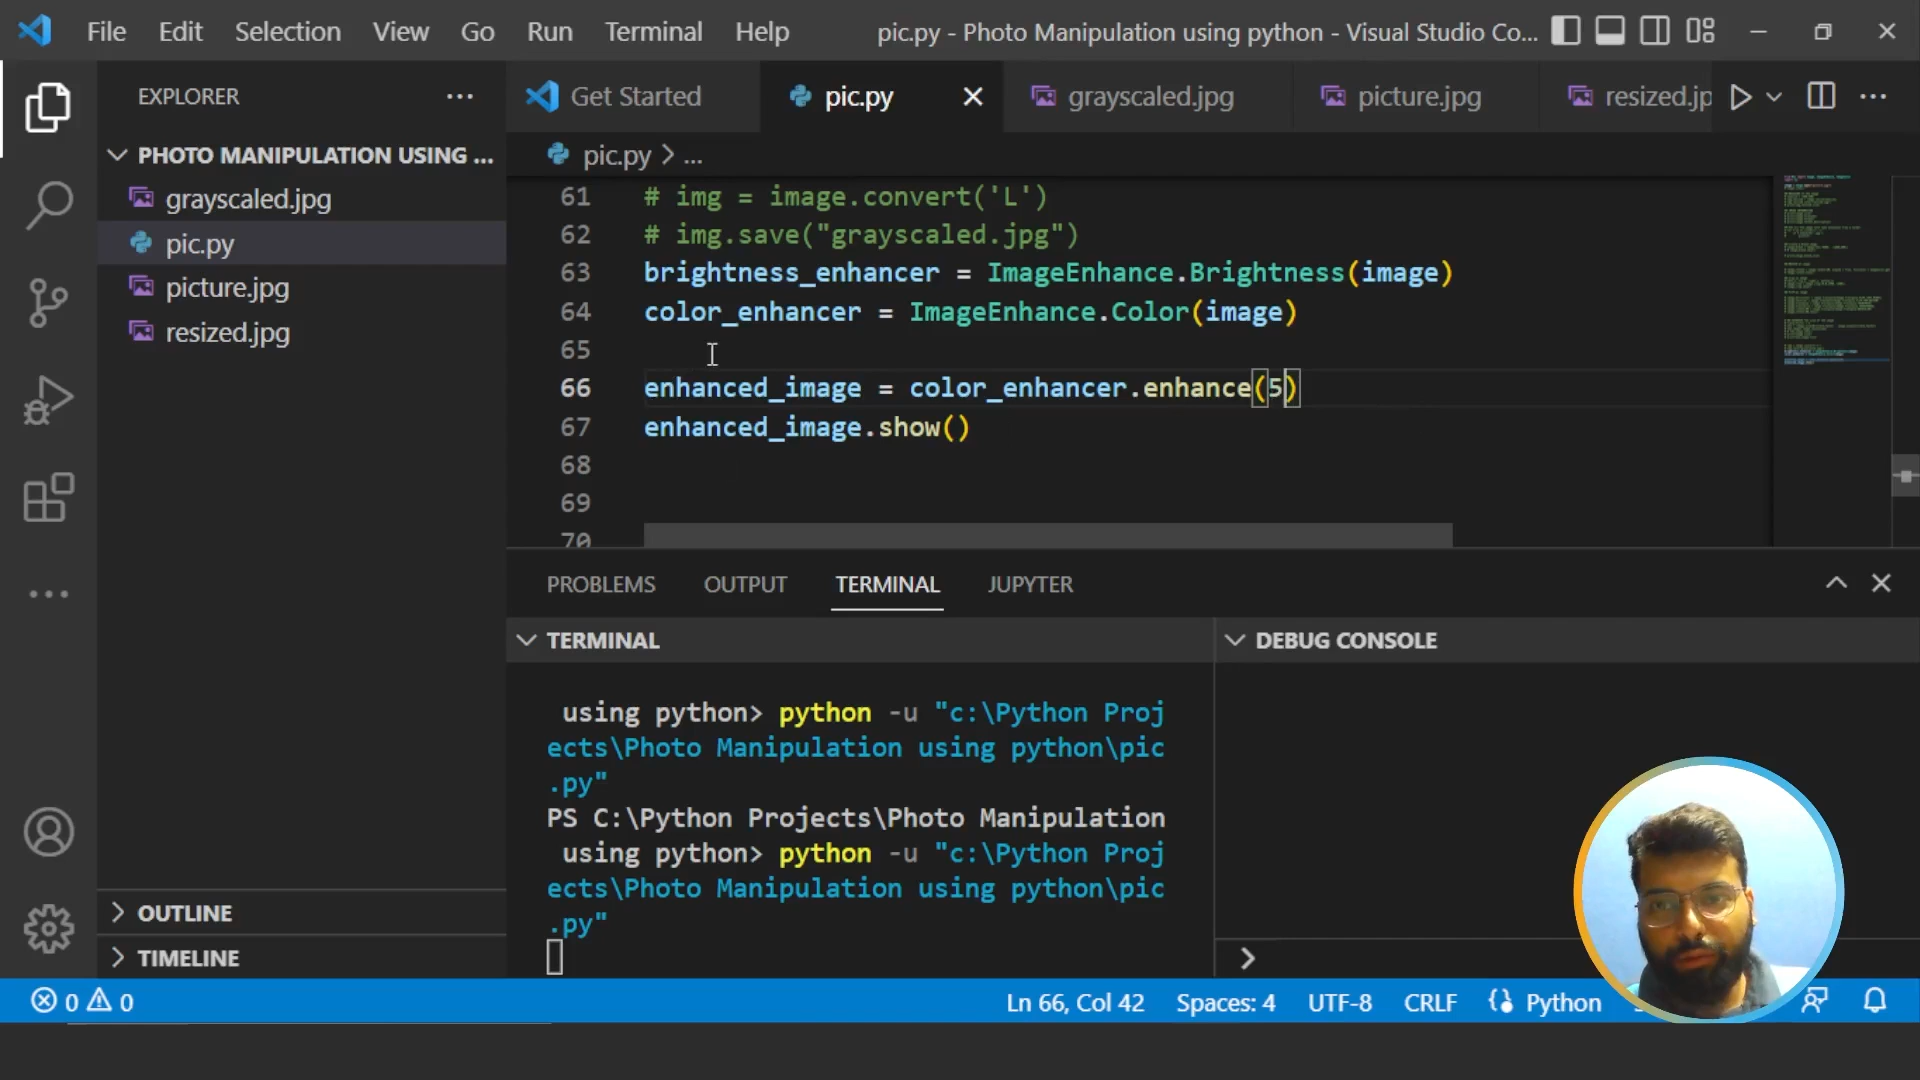 File Edit Selection View Go Run Terminal Help pic.py - Photo Manipulation using python - Visual Studio Co...
EXPLORER
PHOTO MANIPULATION USING ...
grayscaled.jpg
pic.py
picture.jpg
resized.jpg
OUTLINE
TIMELINE
Get Started pic.py grayscaled.jpg picture.jpg resized.jp
pic.py > ...
61 # img = image.convert('L')
62 # img.save("grayscaled.jpg")
63 brightness_enhancer = ImageEnhance.Brightness(image)
64 color_enhancer = ImageEnhance.Color(image)
65
66 enhanced_image = color_enhancer.enhance(5)
67 enhanced_image.show()
68
69
70
PROBLEMS OUTPUT TERMINAL JUPYTER
TERMINAL
using python> python -u "c:\Python Proj
ects\Photo Manipulation using python\pic
.py"
PS C:\Python Projects\Photo Manipulation
using python> python -u "c:\Python Proj
ects\Photo Manipulation using python\pic
.py"
DEBUG CONSOLE
>
0 0 Ln 66, Col 42 Spaces: 4 UTF-8 CRLF Python